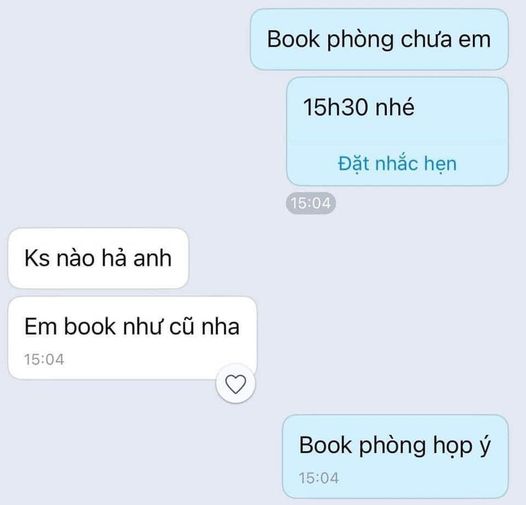 Book phòng chưa em
15h30 nhé
Đặt nhắc hẹn
15:04
Ks nào hả anh
Em book như cũ nha
15:04
Book phòng họp ý
15:04